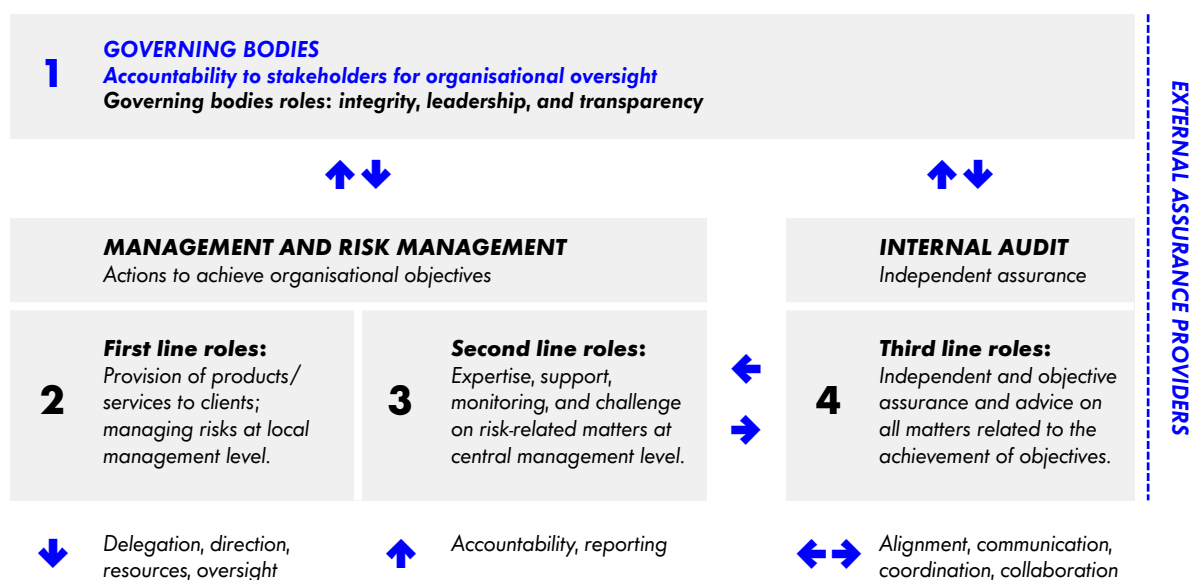 1
GOVERNING BODIES
Accountability to stakeholders for organisational oversight
Governing bodies roles: integrity, leadership, and transparency
EXTERNAL ASSURANCE PROVIDERS
MANAGEMENT AND RISK MANAGEMENT
Actions to achieve organisational objectives
INTERNAL AUDIT
Independent assurance
2
First line roles:
Provision of products/
services to clients;
managing risks at local
management level.
3
Second line roles:
Expertise, support,
monitoring, and challenge
on risk-related matters at
central management level.
4
Third line roles:
Independent and objective
assurance and advice on
all matters related to the
achievement of objectives.
Delegation, direction,
resources, oversight
Accountability, reporting
Alignment, communication,
coordination, collaboration